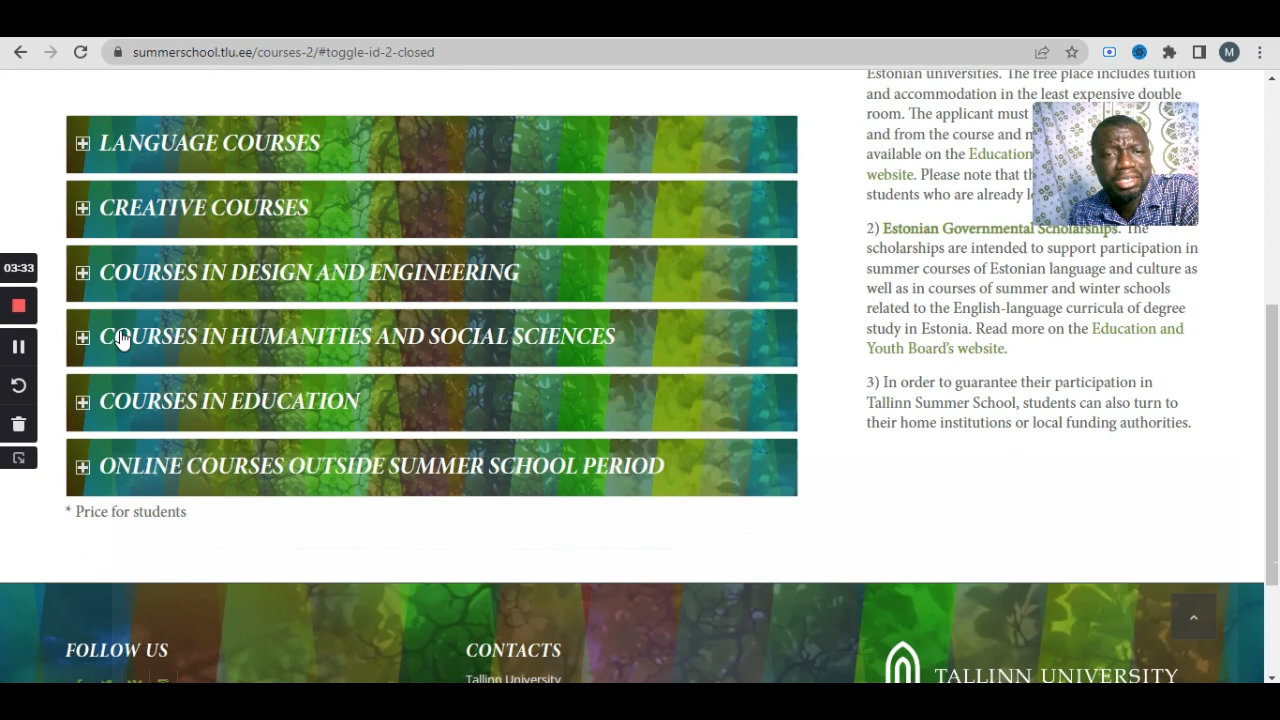 summerschool.tlu.ee/courses-2/#toggle-id-2-closed
M
LANGUAGE COURSES
CREATIVE COURSES
COURSES IN DESIGN AND ENGINEERING
COURSES IN HUMANITIES AND SOCIAL SCIENCES
COURSES IN EDUCATION
ONLINE COURSES OUTSIDE SUMMER SCHOOL PERIOD
* Price for students
03:33
Estonian universities. The free place includes tuition
and accommodation in the least expensive double
room. The applicant must
and from the course and
available on the Education
website. Please note that
students who are already
2) Estonian Governmental Scholarships. The
scholarships are intended to support participation in
summer courses of Estonian language and culture as
well as in courses of summer and winter schools
related to the English-language curricula of degree
study in Estonia. Read more on the Education and
Youth Board's website.
3) In order to guarantee their participation in
Tallinn Summer School, students can also turn to
their home institutions or local funding authorities.
FOLLOW US
CONTACTS
Tallinn University
TALLINN UNIVERSITY